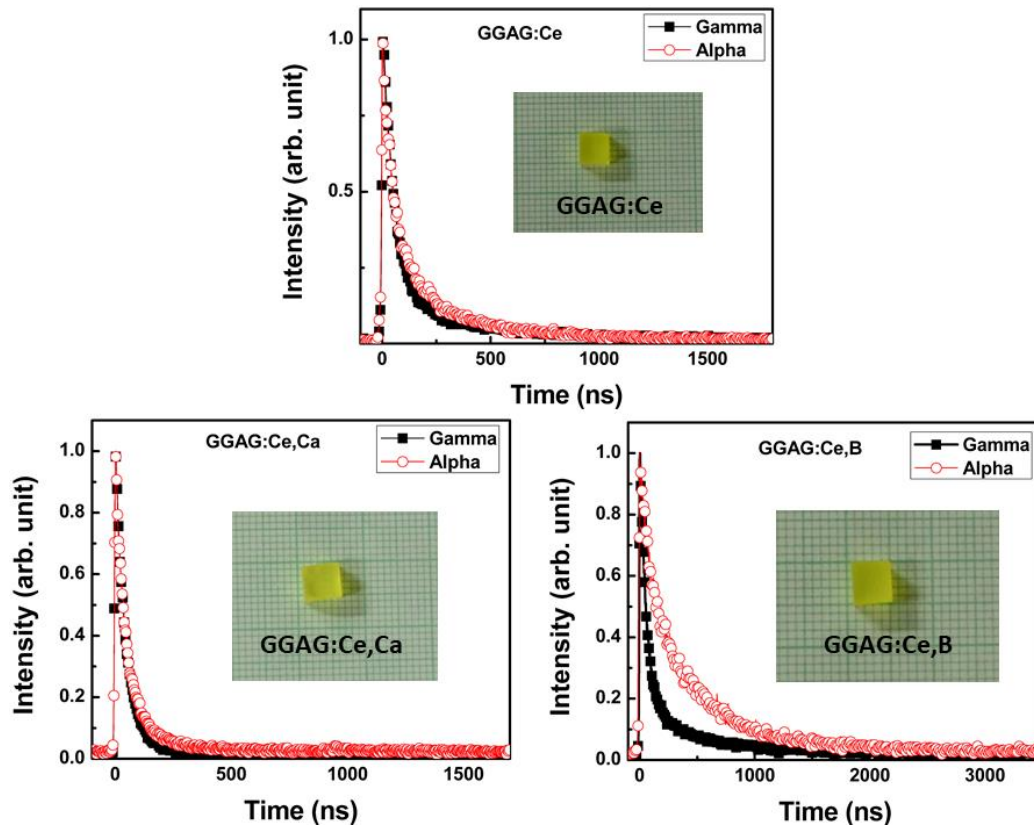 GGAG:Ce
Gamma
Alpha
1.0
0.5
Intensity (arb. unit)
GGAG:Ce
0
500
1000
1500
Time (ns)
GGAG:Ce,Ca
Gamma
Alpha
1.0
0.8
0.6
0.4
0.2
0.0
Intensity (arb. unit)
GGAG:Ce,Ca
0
500
1000
1500
Time (ns)
GGAG:Ce,B
Gamma
Alpha
1.0
0.8
0.6
0.4
0.2
0.0
Intensity (arb. unit)
GGAG:Ce,B
0
1000
2000
3000
Time (ns)